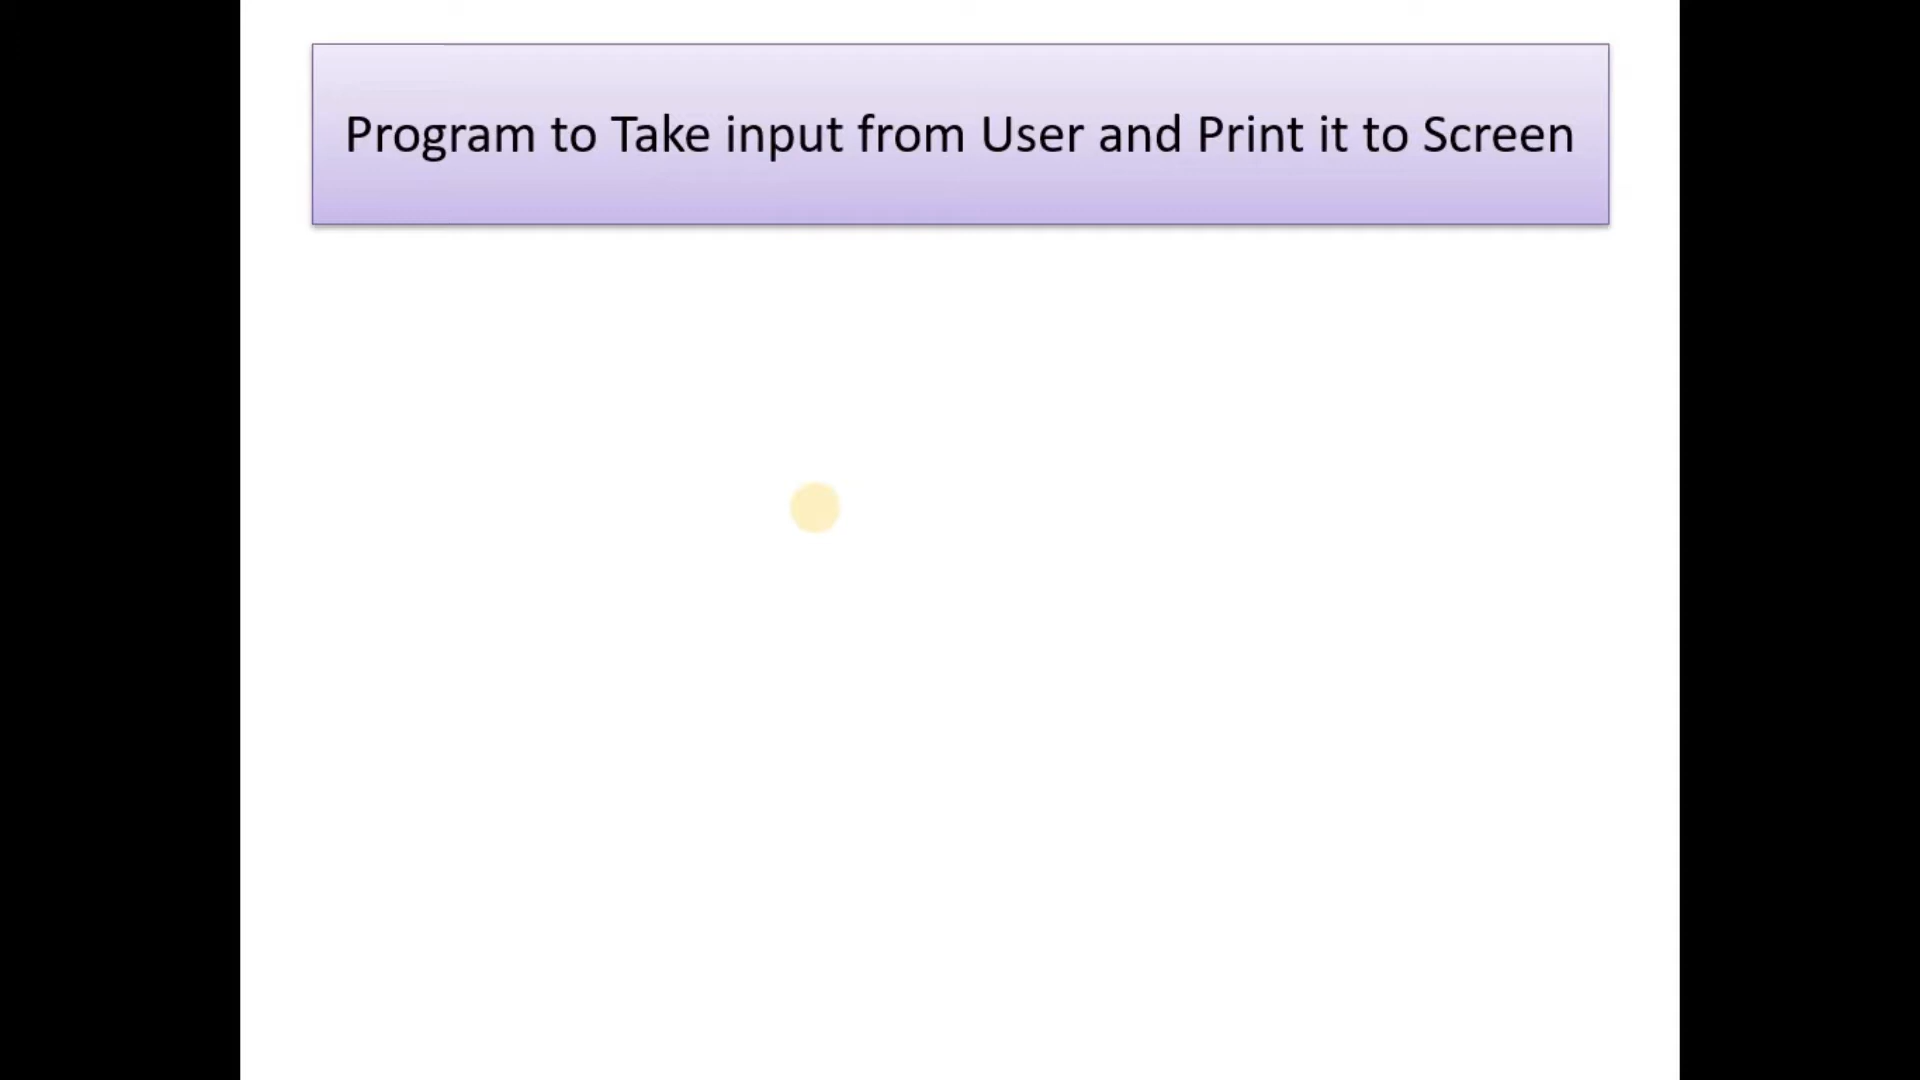 Program to Take input from User and Print it to Screen